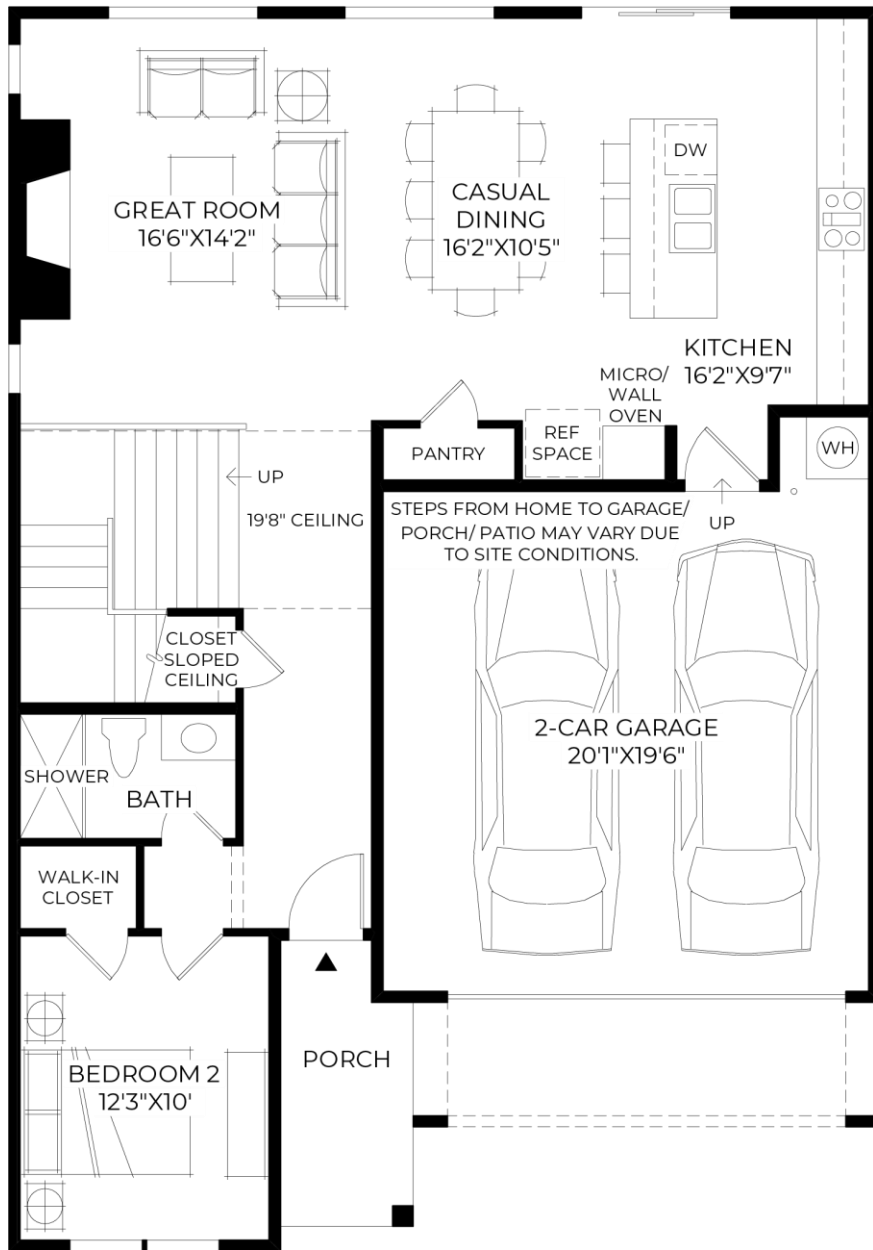 GREAT ROOM
16'6"X14'2"
CASUAL
DINING
16'2"X10'5"
DW
KITCHEN
16'2"X9'7"
MICRO/
WALL
OVEN
REF
SPACE
PANTRY
WH
UP
19'8" CEILING
STEPS FROM HOME TO GARAGE/
PORCH/ PATIO MAY VARY DUE
TO SITE CONDITIONS.
UP
CLOSET
SLOPED
CEILING
2-CAR GARAGE
20'1"X19'6"
SHOWER
BATH
WALK-IN
CLOSET
PORCH
BEDROOM 2
12'3"X10'